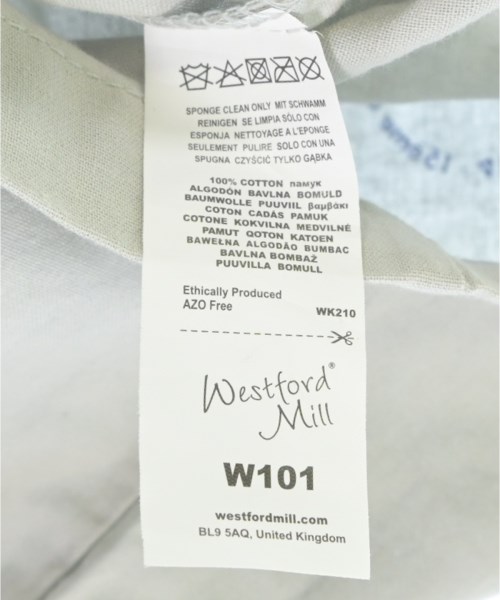 SPONGE CLEAN ONLY MIT SCHWAMM
REINIGEN SE LIMPIA SÓLO CON
ESPONJA NETTOYAGE A L'ÉPONGE
SEULEMENT PULIRE SOLO CON UNA
SPUGNA CZYŚCIĆ TYLKO GĄBKA
100% COTTON памук
ALGODÓN BAVLNA BOMULD
BAUMWOLLE PUUVIIL βαμβάκι
COTON CADÁS PAMUK
COTONE KOKVILNA MEDVILNÉ
PAMUT QOTON KATOEN
BAWEŁNA ALGODÃO BUMBAC
BAVLNA BOMBAŽ
PUUVILLA BOMULL
Ethically Produced
AZO Free
WK210
Westford®
Mill
W101
westfordmill.com
BL9 5AQ, United Kingdom